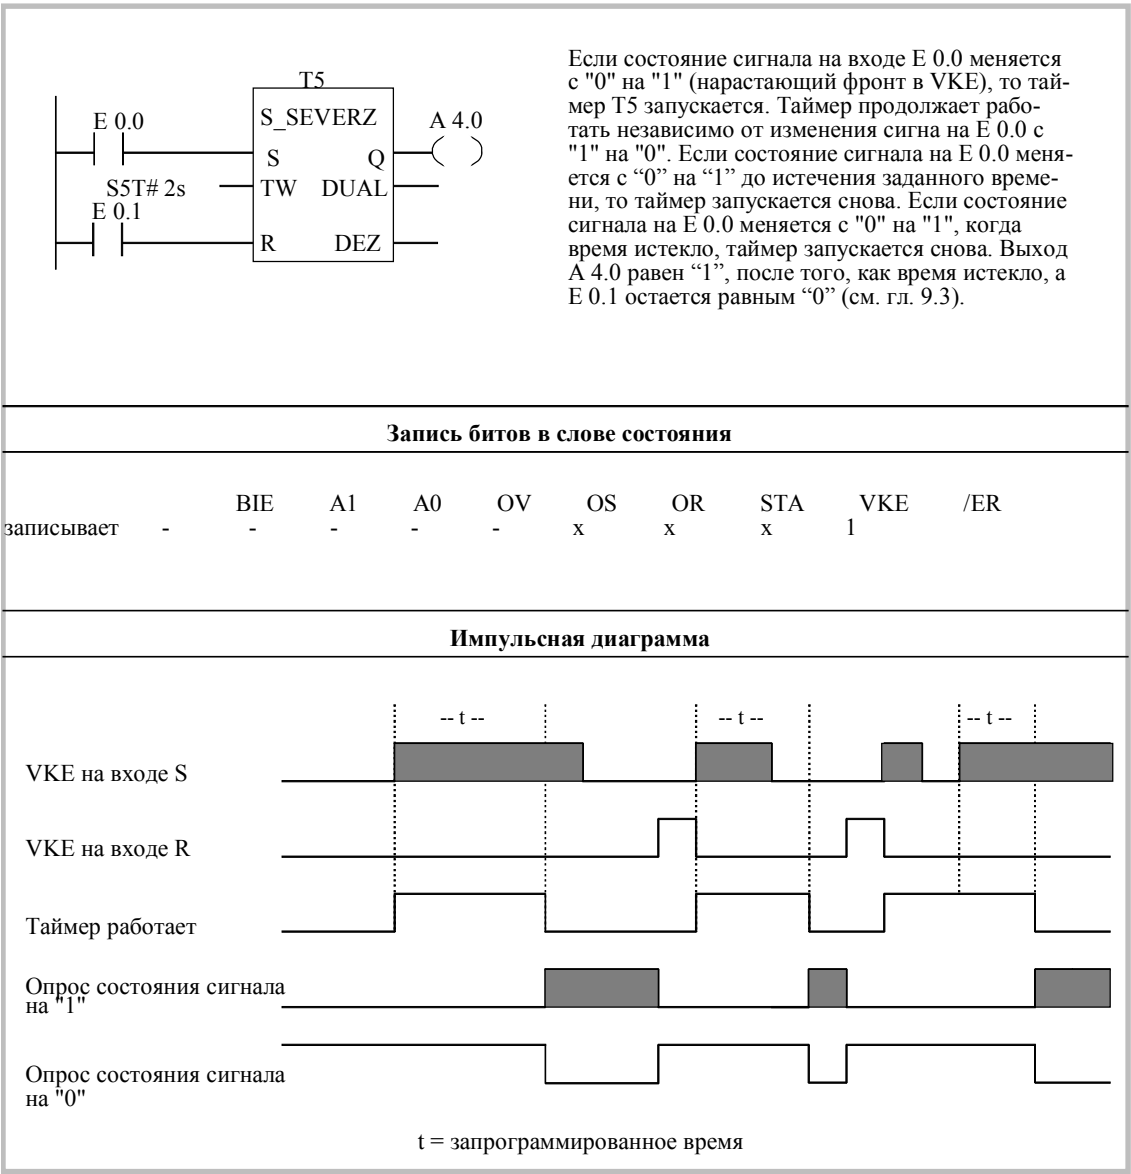 T5
E 0.0
S_SEVERZ
A 4.0
S
Q
S5T# 2s
TW
DUAL
E 0.1
R
DEZ
Если состояние сигнала на входе E 0.0 меняется
с "0" на "1" (нарастающий фронт в VKE), то тай-
мер T5 запускается. Таймер продолжает рабо-
тать независимо от изменения сигна на E 0.0 с
"1" на "0". Если состояние сигнала на E 0.0 меня-
ется с “0” на “1” до истечения заданного време-
ни, то таймер запускается снова. Если состояние
сигнала на E 0.0 меняется с "0" на "1", когда
время истекло, таймер запускается снова. Выход
A 4.0 равен “1”, после того, как время истекло, а
E 0.1 остается равным “0” (см. гл. 9.3).
Запись битов в слове состояния
BIE A1 A0 OV OS OR STA VKE /ER
записывает - - - - - x x x 1
Импульсная диаграмма
-- t -- -- t -- -- t --
VKE на входе S
VKE на входе R
Таймер работает
Опрос состояния сигнала
на "1"
Опрос состояния сигнала
на "0"
t = запрограммированное время